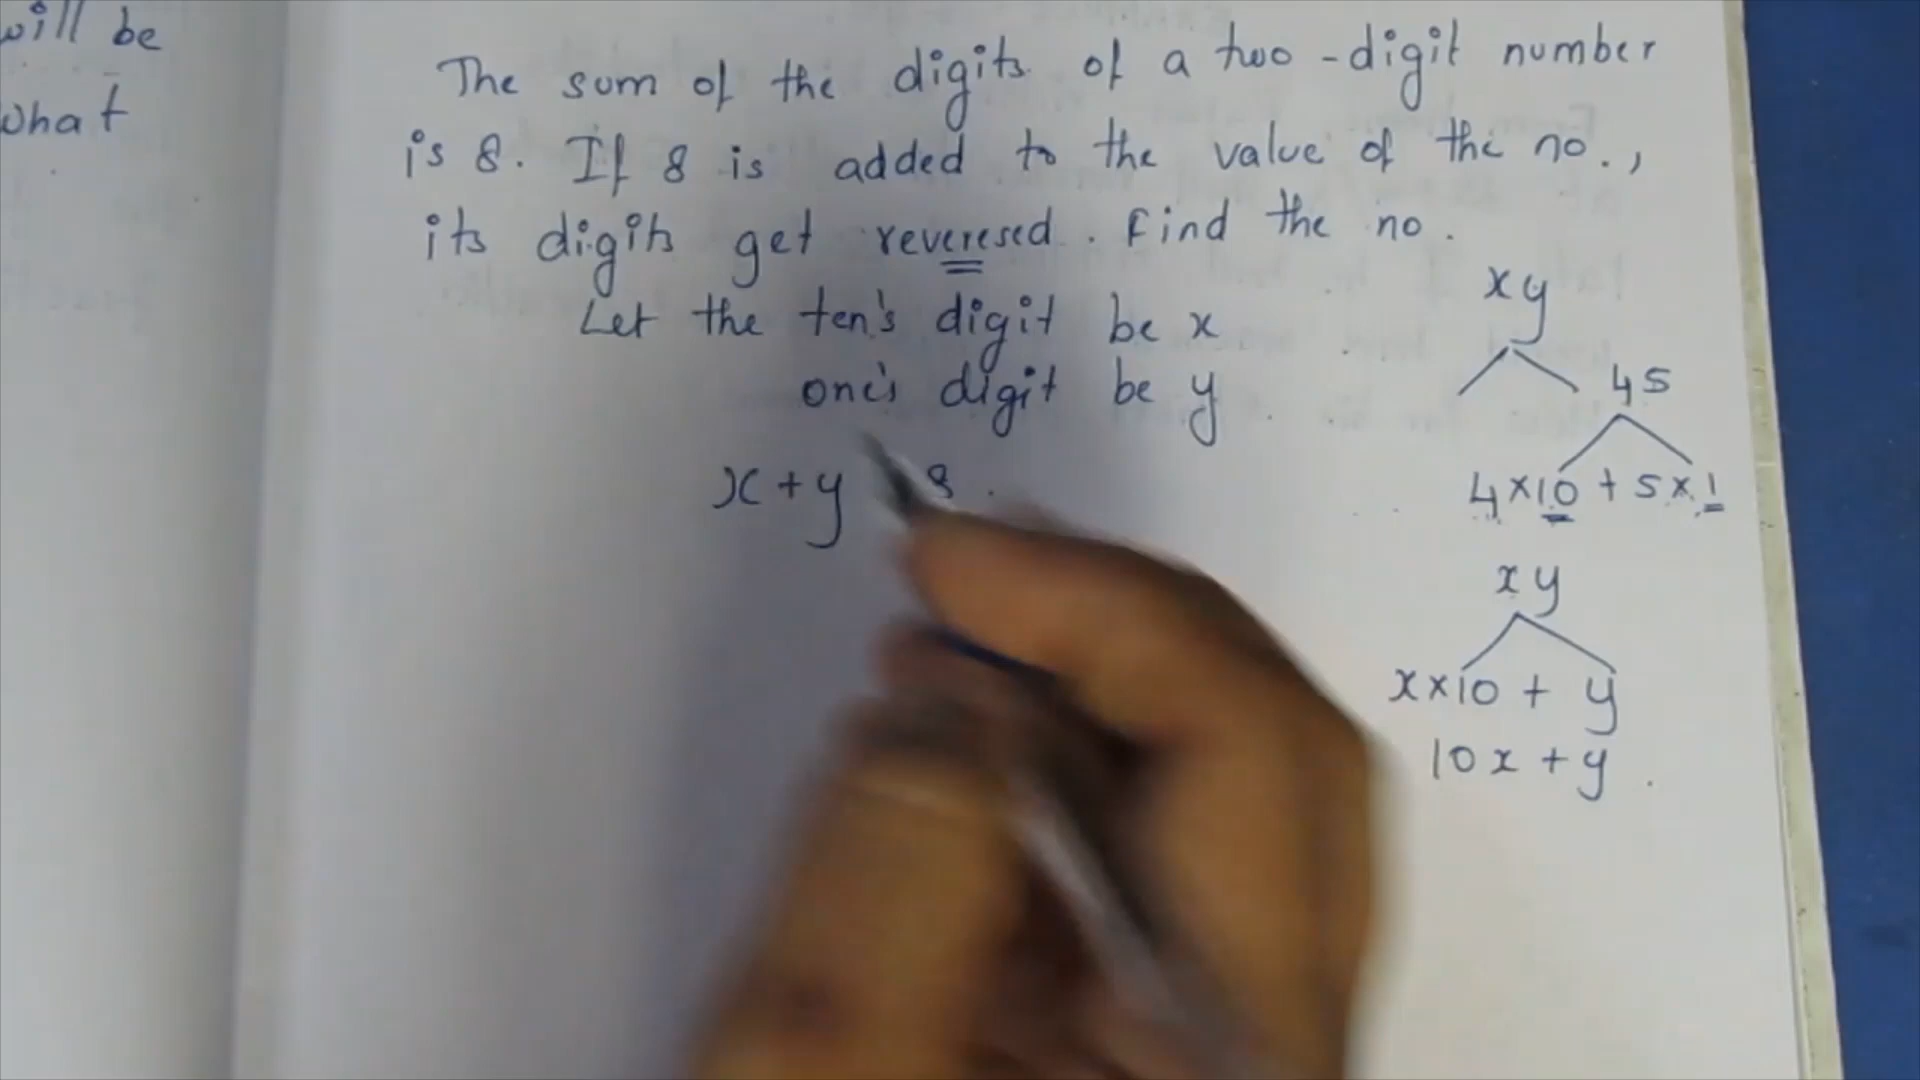 will be
what
The sum of the digits of a two-digit number
is 8. If 8 is added to the value of the no.,
its digits get reveresed. Find the no.
Let the ten's digit be x
one's digit be y
x+y 8.
xy
45
4×10 + 5×1
xy
x×10 + y
10x+y